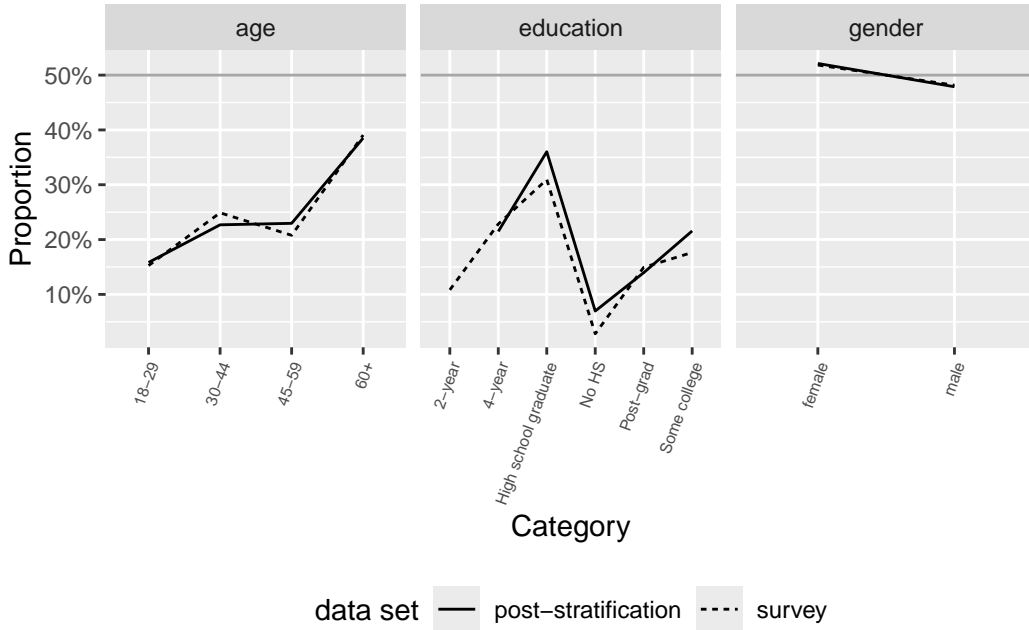 age education gender
50%
40%
30%
20%
10%
Proportion
18−29
30−44
45−59
60+
2−year
4−year
High school graduate
No HS
Post−grad
Some college
female
male
Category
data set post−stratification survey